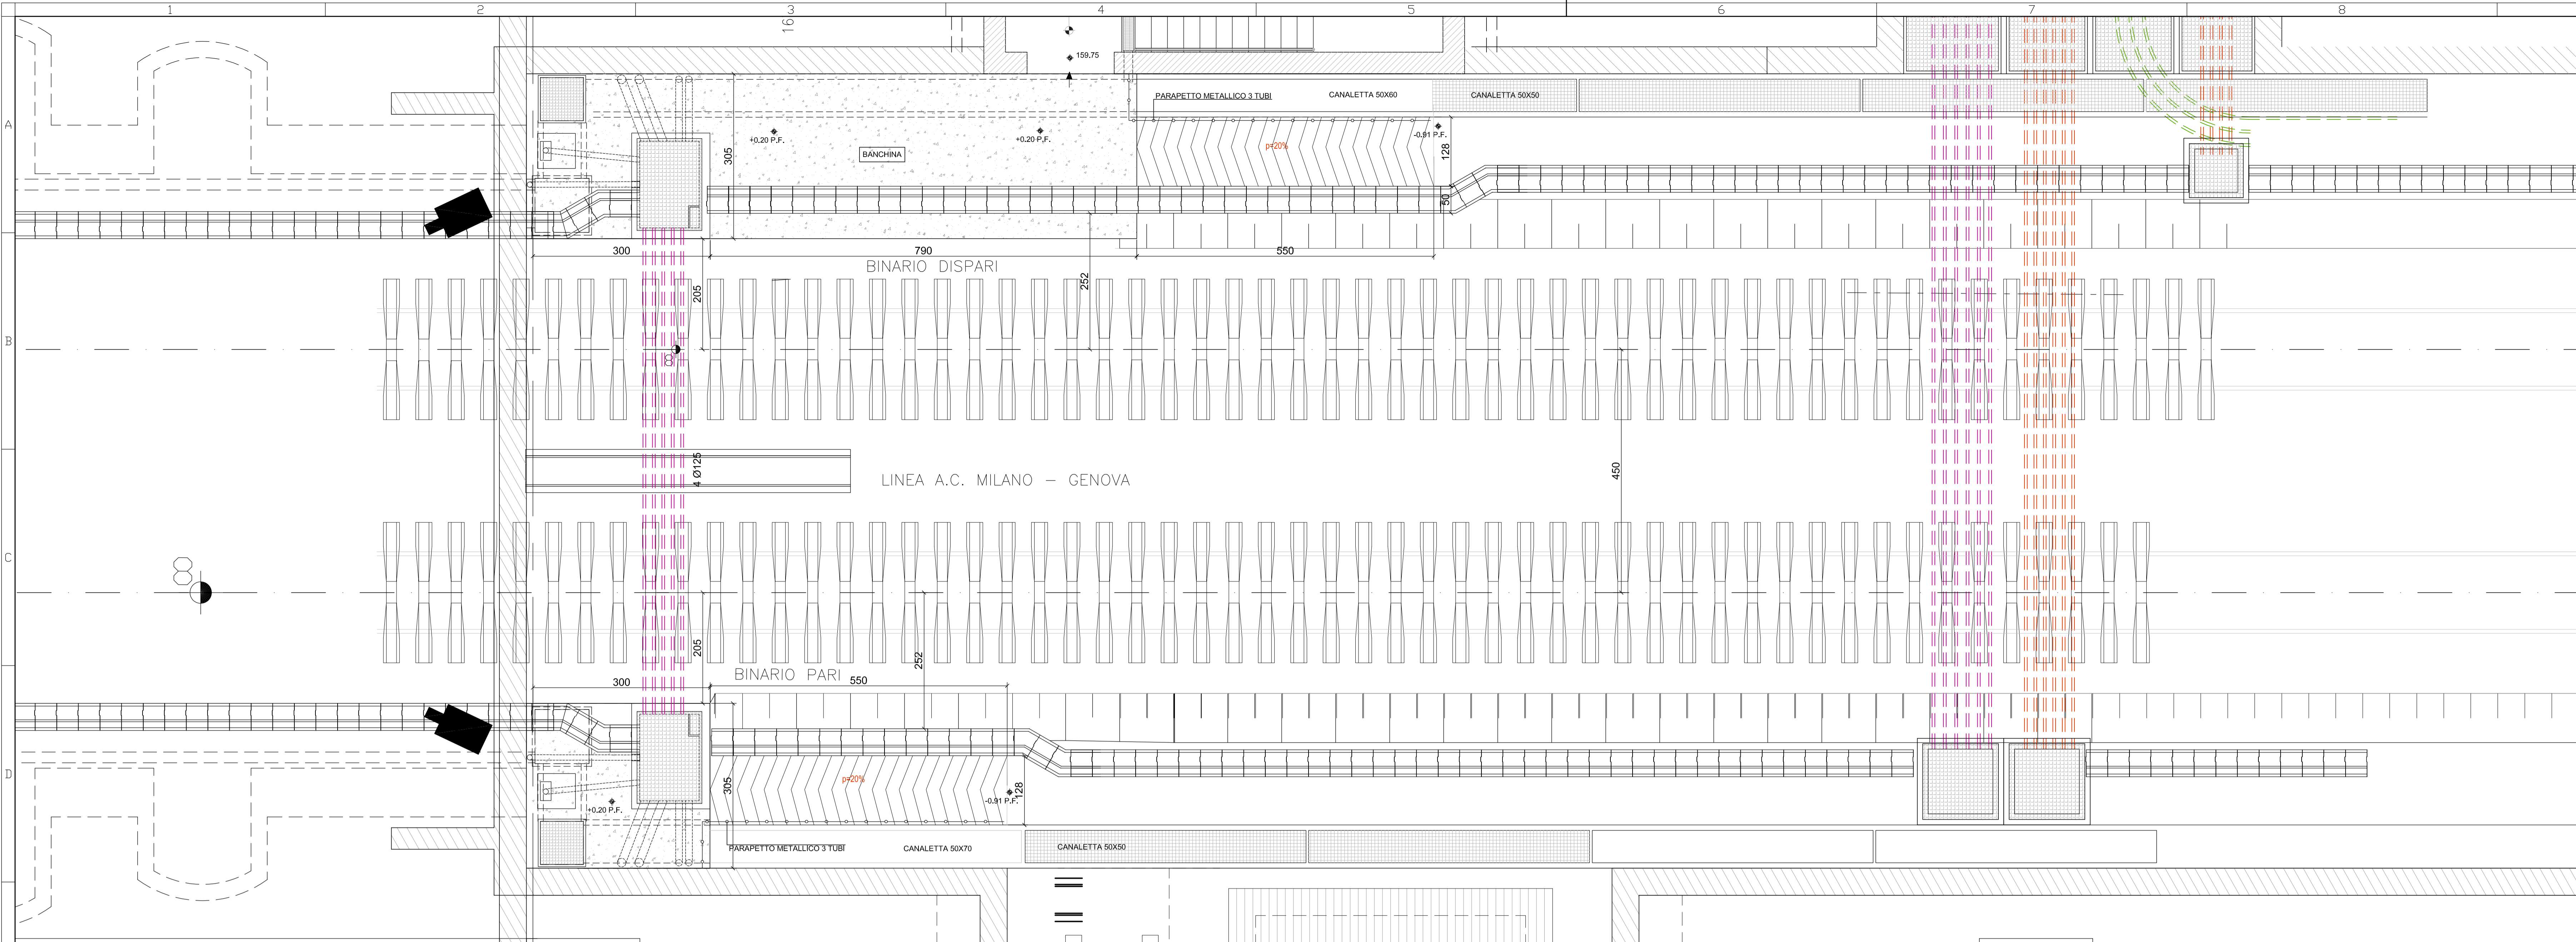 1 2 3 4 5 6 7 8
16
159,75
A
PARAPETTO METALLICO 3 TUBI
CANALETTA 50X60
CANALETTA 50X50
+0.20 P.F.
+0.20 P.F.
-0.91 P.F.
BANCHINA
305
p=20%
128
50
300
790
550
BINARIO DISPARI
205
252
B
8
4 Ø125
LINEA A.C. MILANO – GENOVA
450
C
8
205
252
BINARIO PARI
300
550
D
305
p=20%
128
+0.20 P.F.
-0.91 P.F.
PARAPETTO METALLICO 3 TUBI
CANALETTA 50X70
CANALETTA 50X50